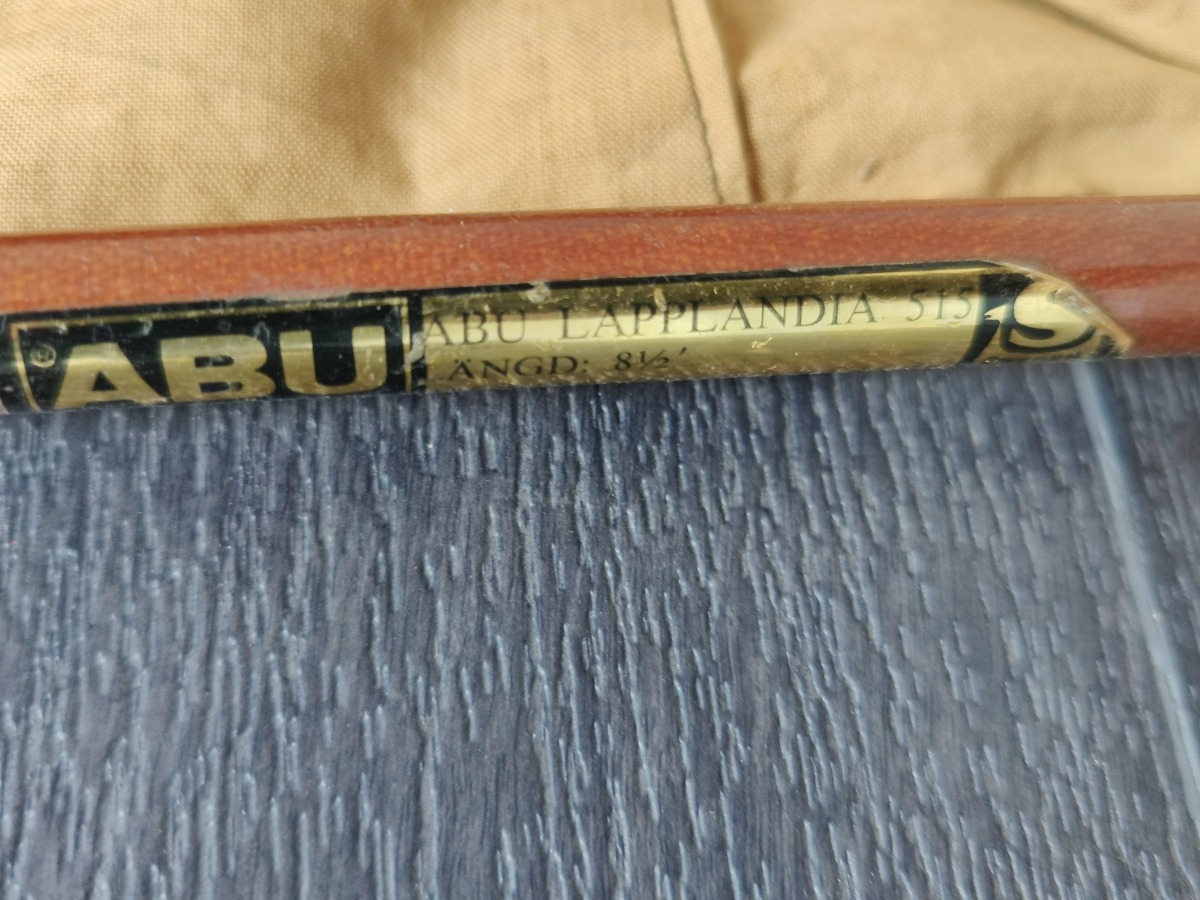 ® ABU
ABU LAPPLANDIA 515
ÄNGD: 8½'
S